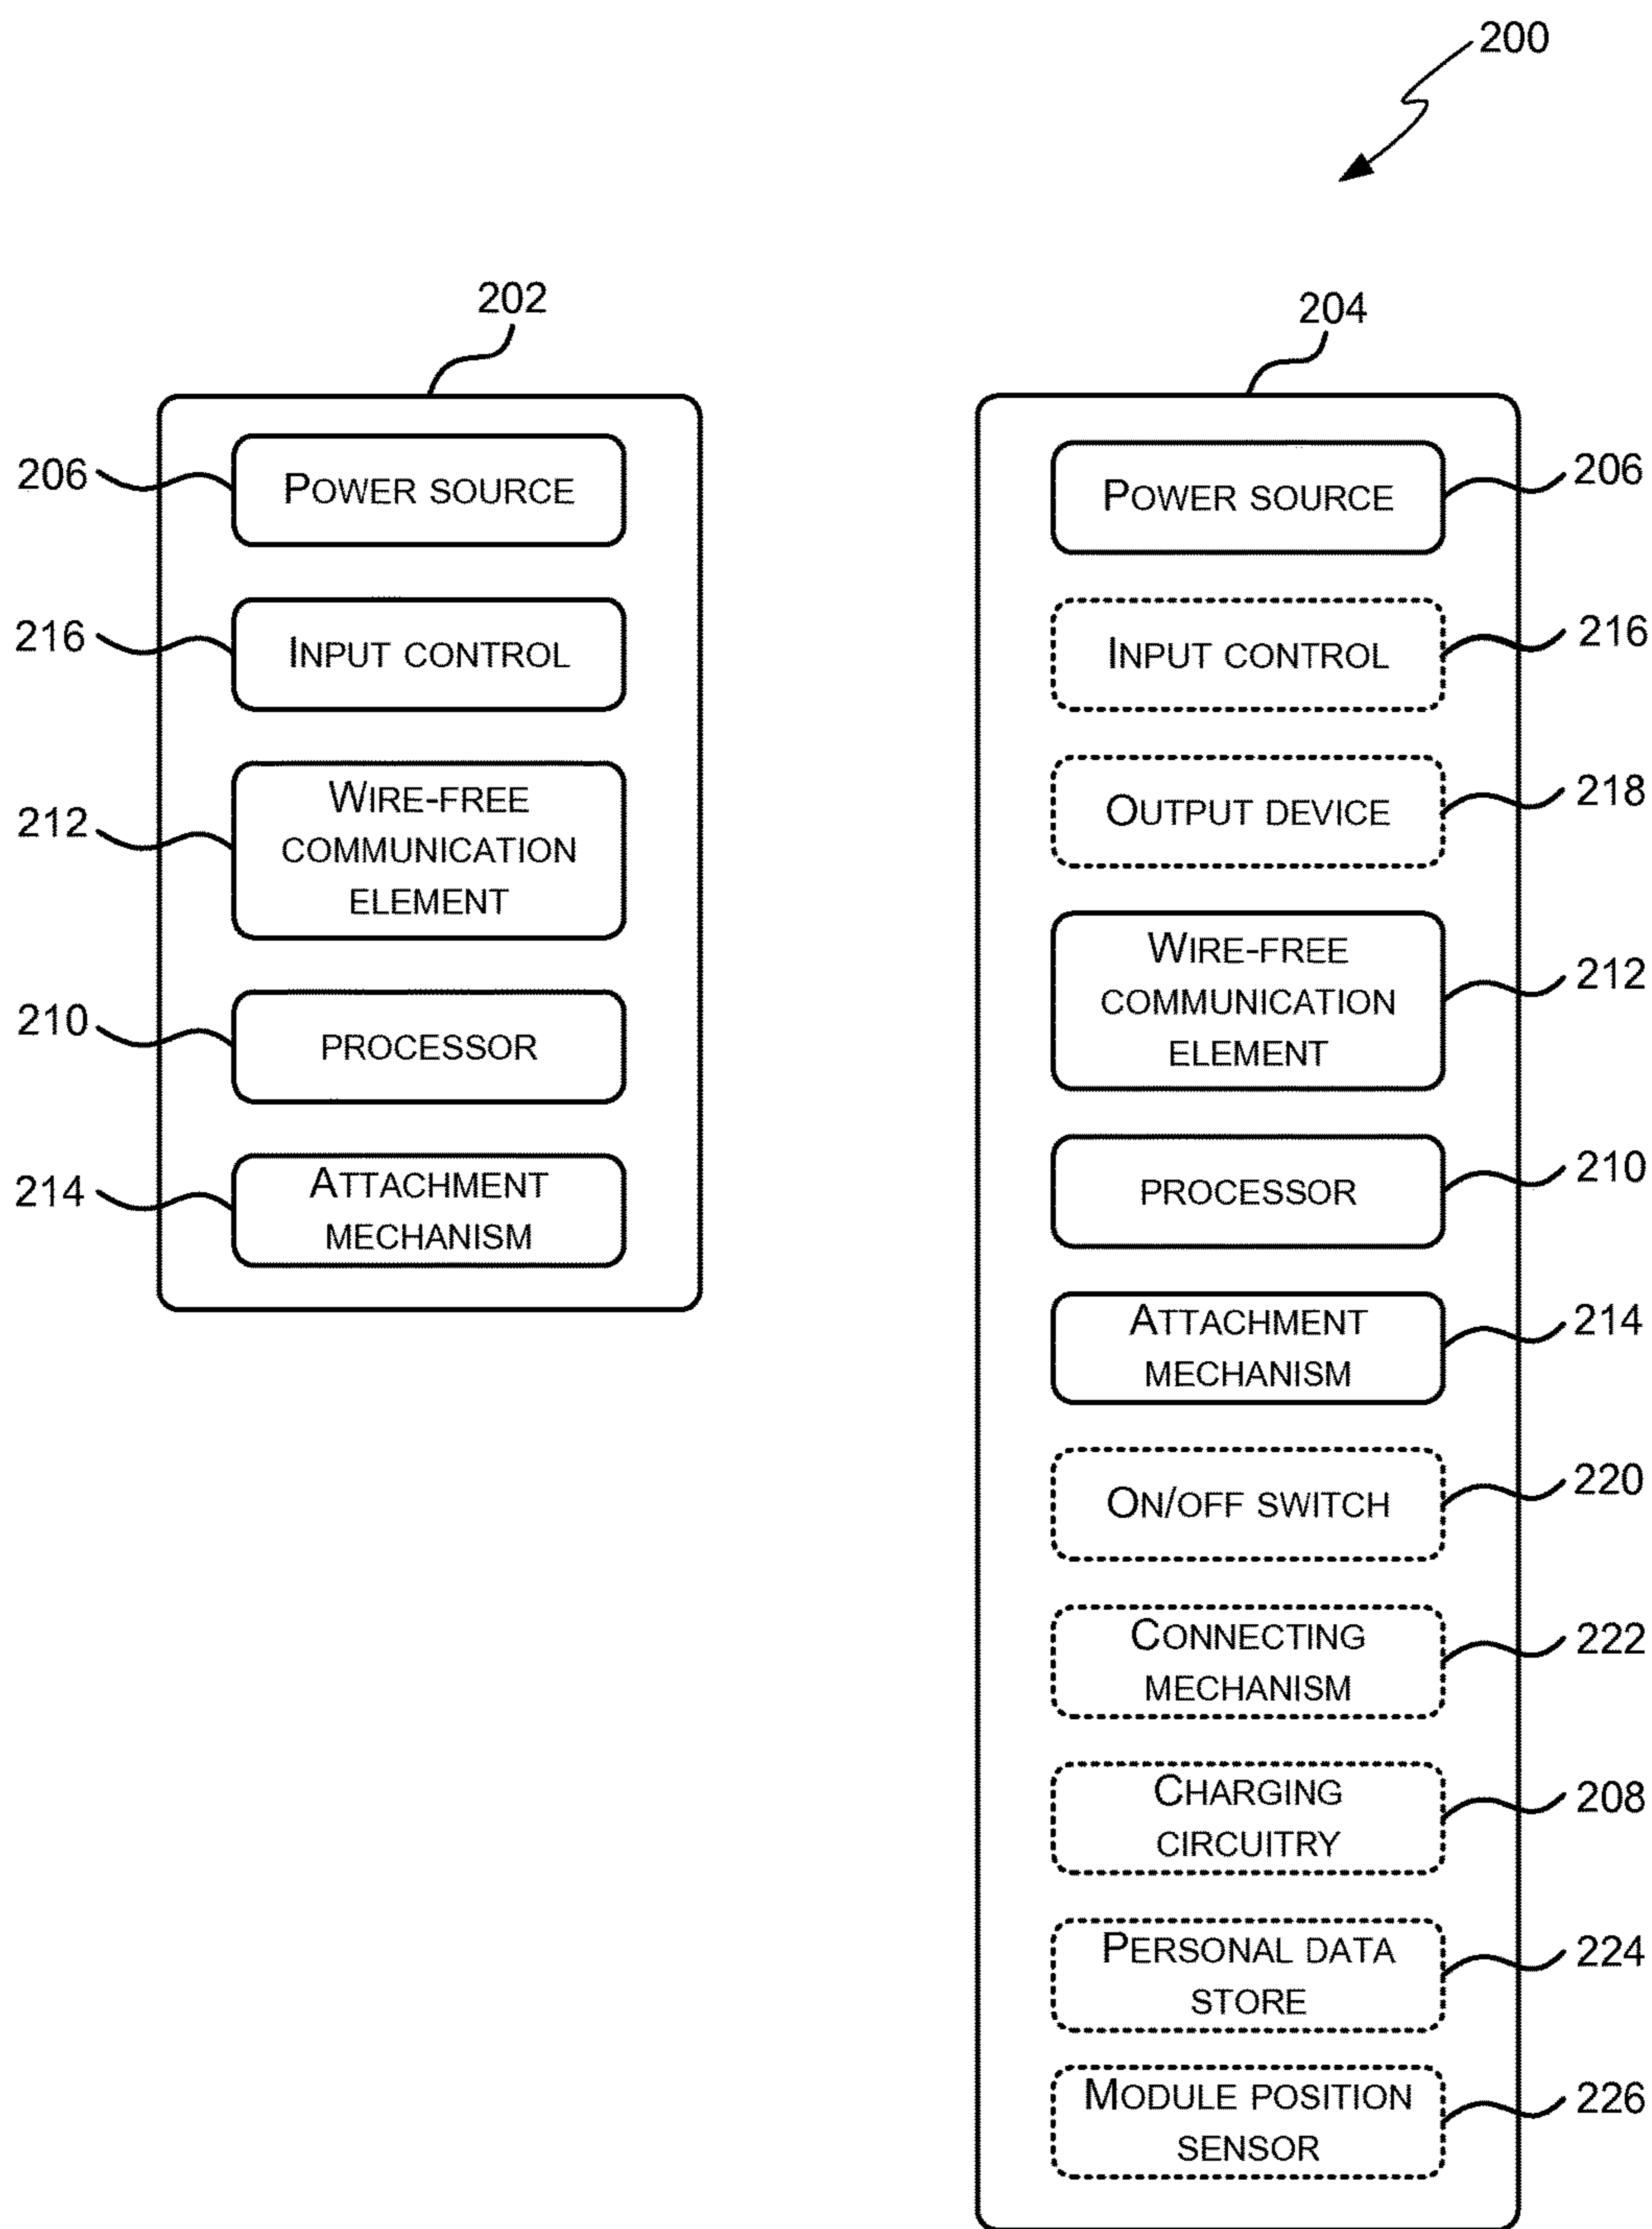 200
202
206
POWER SOURCE
216
INPUT CONTROL
212
WIRE-FREE
COMMUNICATION
ELEMENT
210
PROCESSOR
214
ATTACHMENT
MECHANISM
204
POWER SOURCE
206
INPUT CONTROL
216
OUTPUT DEVICE
218
WIRE-FREE
COMMUNICATION
ELEMENT
212
PROCESSOR
210
ATTACHMENT
MECHANISM
214
ON/OFF SWITCH
220
CONNECTING
MECHANISM
222
CHARGING
CIRCUITRY
208
PERSONAL DATA
STORE
224
MODULE POSITION
SENSOR
226